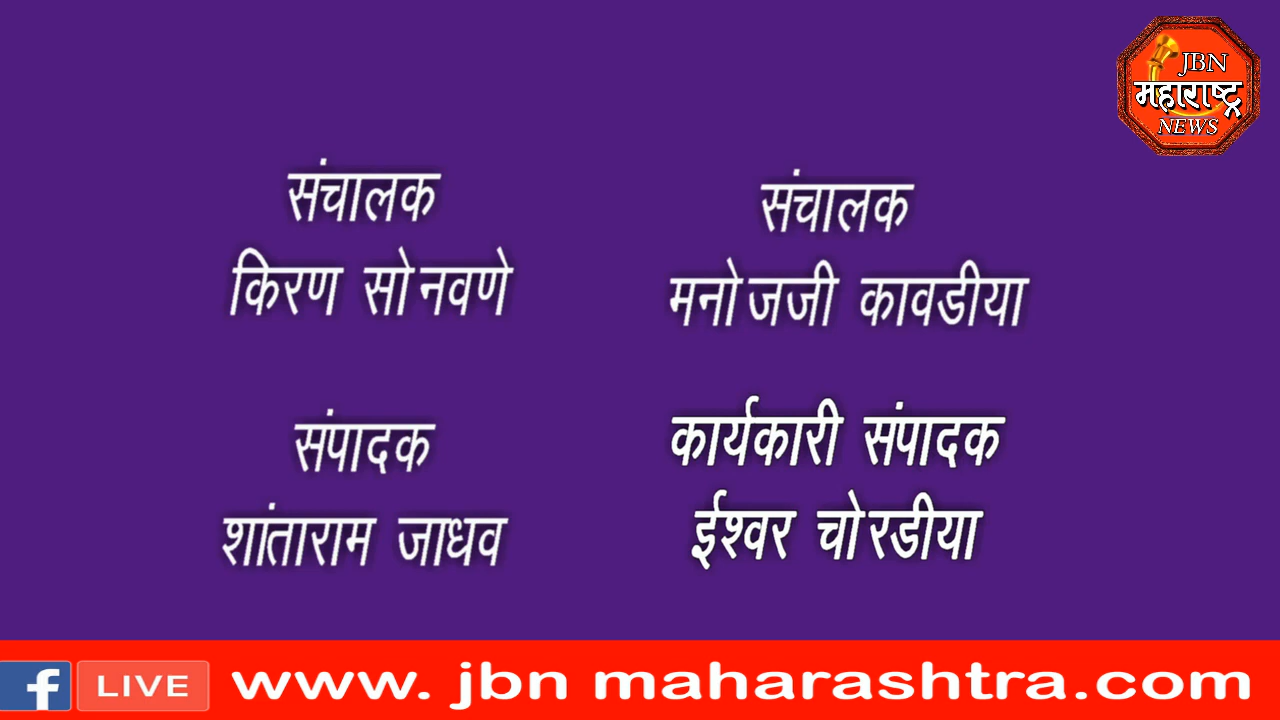 JBN
महाराष्ट्र
NEWS
संचालक
किरण सोनवणे
संचालक
मनोजजी कावडीया
संपादक
शांताराम जाधव
कार्यकारी संपादक
ईश्वर चोरडीया
f LIVE www. jbn maharashtra.com